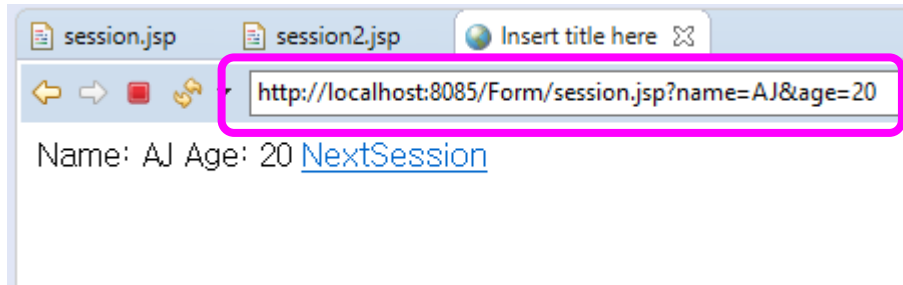 session.jsp session2.jsp Insert title here
http://localhost:8085/Form/session.jsp?name=AJ&age=20
Name: AJ Age: 20 NextSession